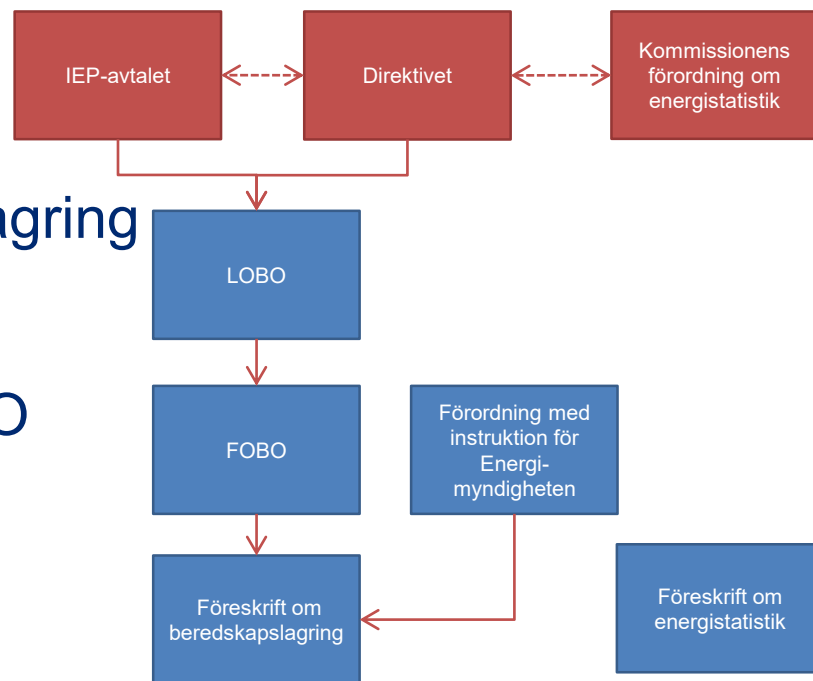 IEP-avtalet
Direktivet
Kommissionens
förordning om
energistatistik
agring
LOBO
O
FOBO
Förordning med
instruktion för
Energi-
myndigheten
Föreskrift om
beredskapslagring
Föreskrift om
energistatistik